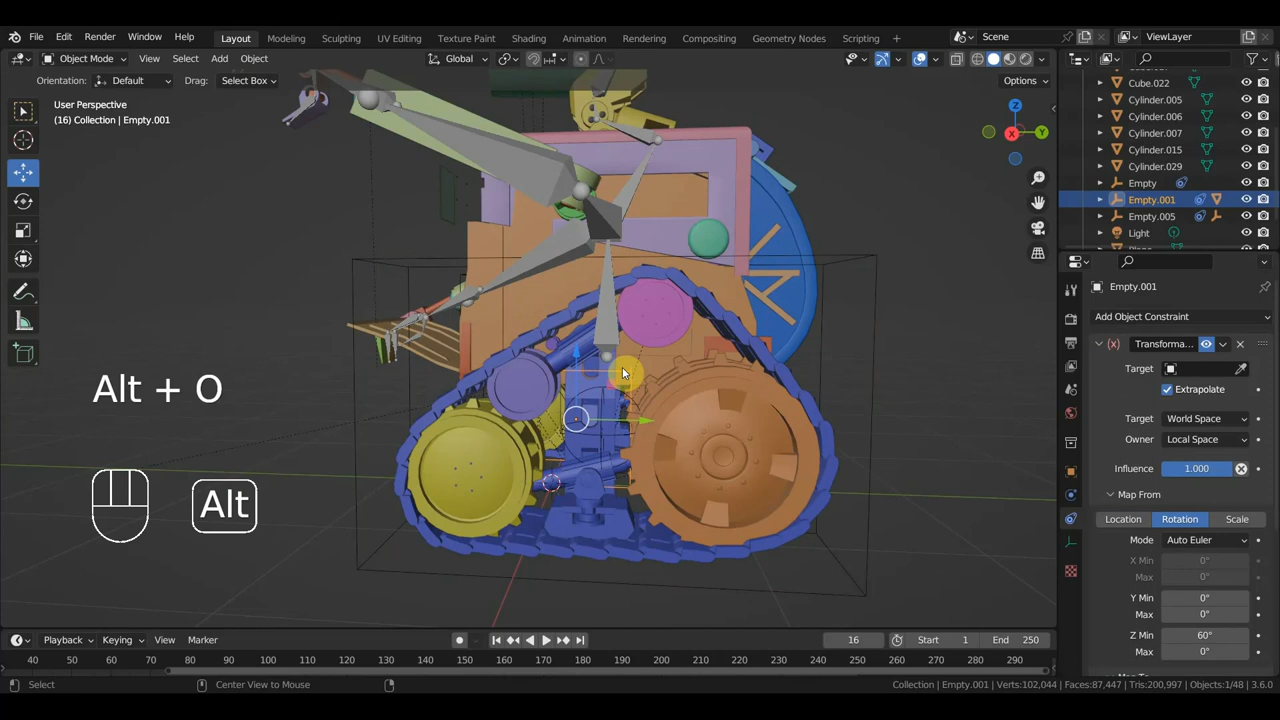 File Edit Render Window Help Layout Modeling Sculpting UV Editing Texture Paint Shading Animation Rendering Compositing Geometry Nodes Scripting Scene ViewLayer
Object Mode View Select Add Object Global Options
Orientation: Default Drag: Select Box
User Perspective
(16) Collection | Empty.001
Z
Y
X
Cube.022
Cylinder.005
Cylinder.006
Cylinder.007
Cylinder.015
Cylinder.029
Empty
Empty.001
Empty.005
Light
Empty.001
Add Object Constraint
Transforma...
Target
Extrapolate
Target World Space
Owner Local Space
Influence 1.000
Map From
Location Rotation Scale
Mode Auto Euler
X Min 0°
Max 0°
Y Min 0°
Max 0°
Z Min 60°
Max 0°
Alt + O
Alt
Playback Keying View Marker 16 Start 1 End 250
40 50 60 70 80 90 100 110 120 130 140 150 160 170 180 190 200 210 220 230 240 250 260 270 280 290
Select Center View to Mouse Collection | Empty.001 | Verts:102,044 | Faces:87,447 | Tris:200,997 | Objects:1/48 | 3.6.0